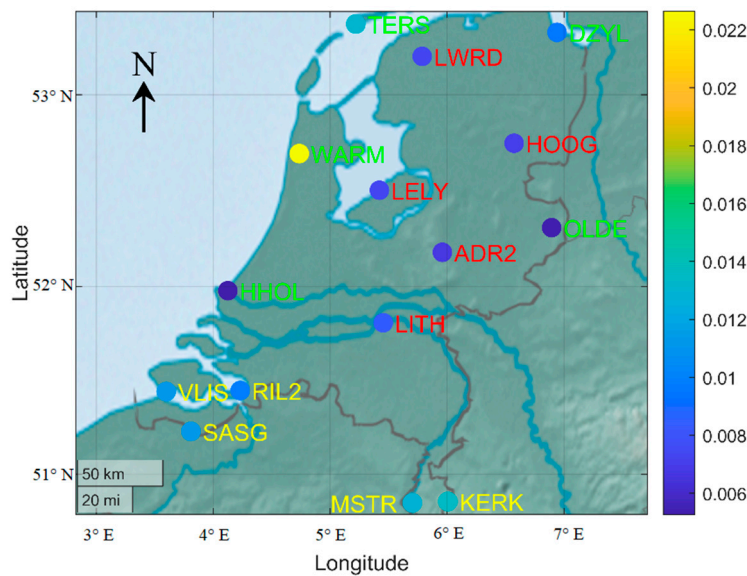 TERS
DZYL
LWRD
N
53° N
HOOG
WARM
LELY
OLDE
ADR2
52° N
HHOL
LITH
VLIS
RIL2
SASG
51° N
50 km
20 mi
MSTR
KERK
3° E
4° E
5° E
6° E
7° E
Longitude
Latitude
0.022
0.02
0.018
0.016
0.014
0.012
0.01
0.008
0.006